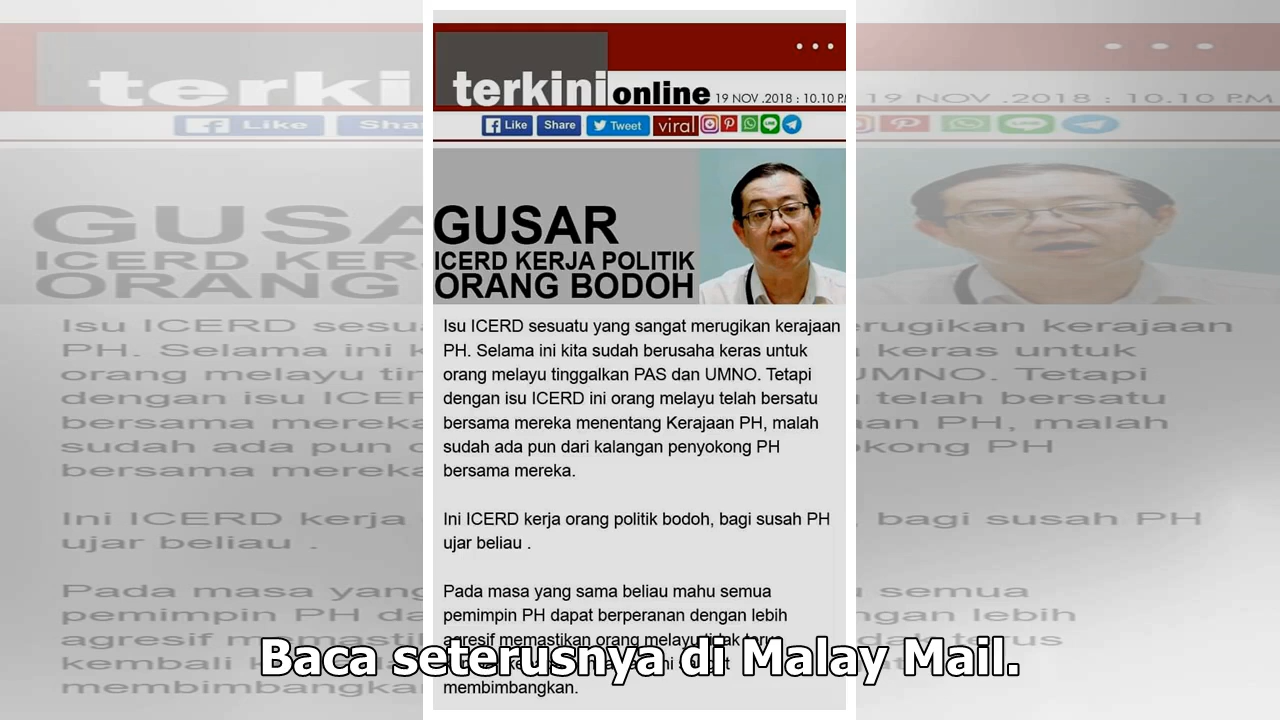 terkini online 19 NOV .2018 : 10.10 P.M
Like Share Tweet viral
GUSAR
ICERD KERJA POLITIK
ORANG BODOH
Isu ICERD sesuatu yang sangat merugikan kerajaan
PH. Selama ini kita sudah berusaha keras untuk
orang melayu tinggalkan PAS dan UMNO. Tetapi
dengan isu ICERD ini orang melayu telah bersatu
bersama mereka menentang Kerajaan PH, malah
sudah ada pun dari kalangan penyokong PH
bersama mereka.
Ini ICERD kerja orang politik bodoh, bagi susah PH
ujar beliau .
Pada masa yang sama beliau mahu semua
pemimpin PH dapat berperanan dengan lebih
agresif memastikan orang melayu tidak terus
membimbangkan.
Baca seterusnya di Malay Mail.